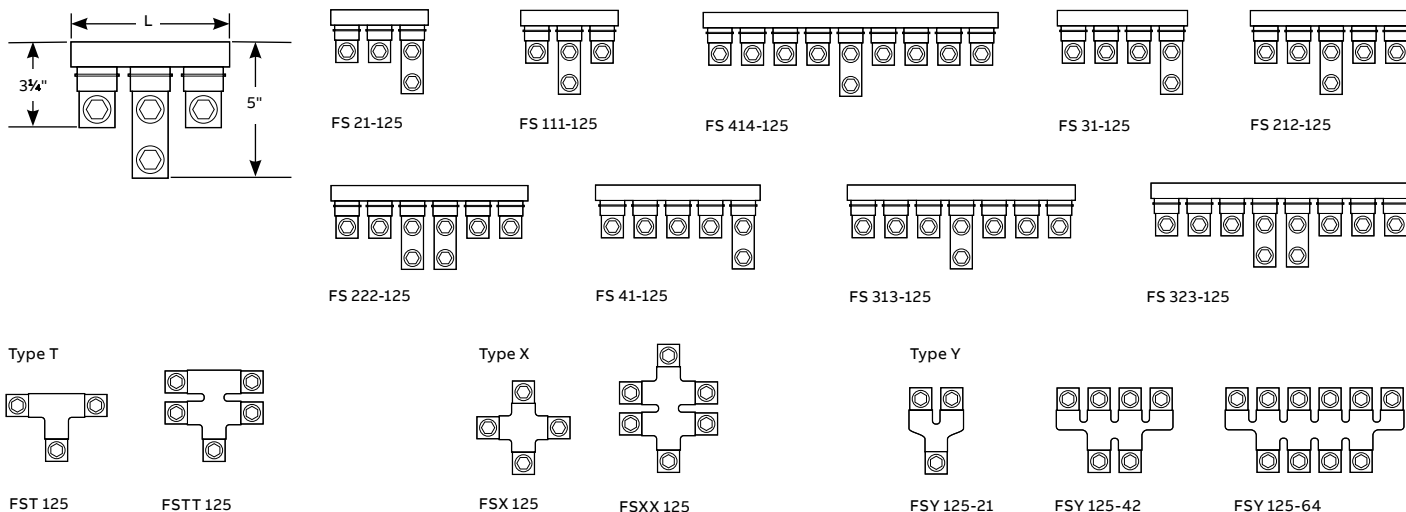 L
3¼"
5"
FS 21-125
FS 111-125
FS 414-125
FS 31-125
FS 212-125
FS 222-125
FS 41-125
FS 313-125
FS 323-125
Type T
Type X
Type Y
FST 125
FSTT 125
FSX 125
FSXX 125
FSY 125-21
FSY 125-42
FSY 125-64